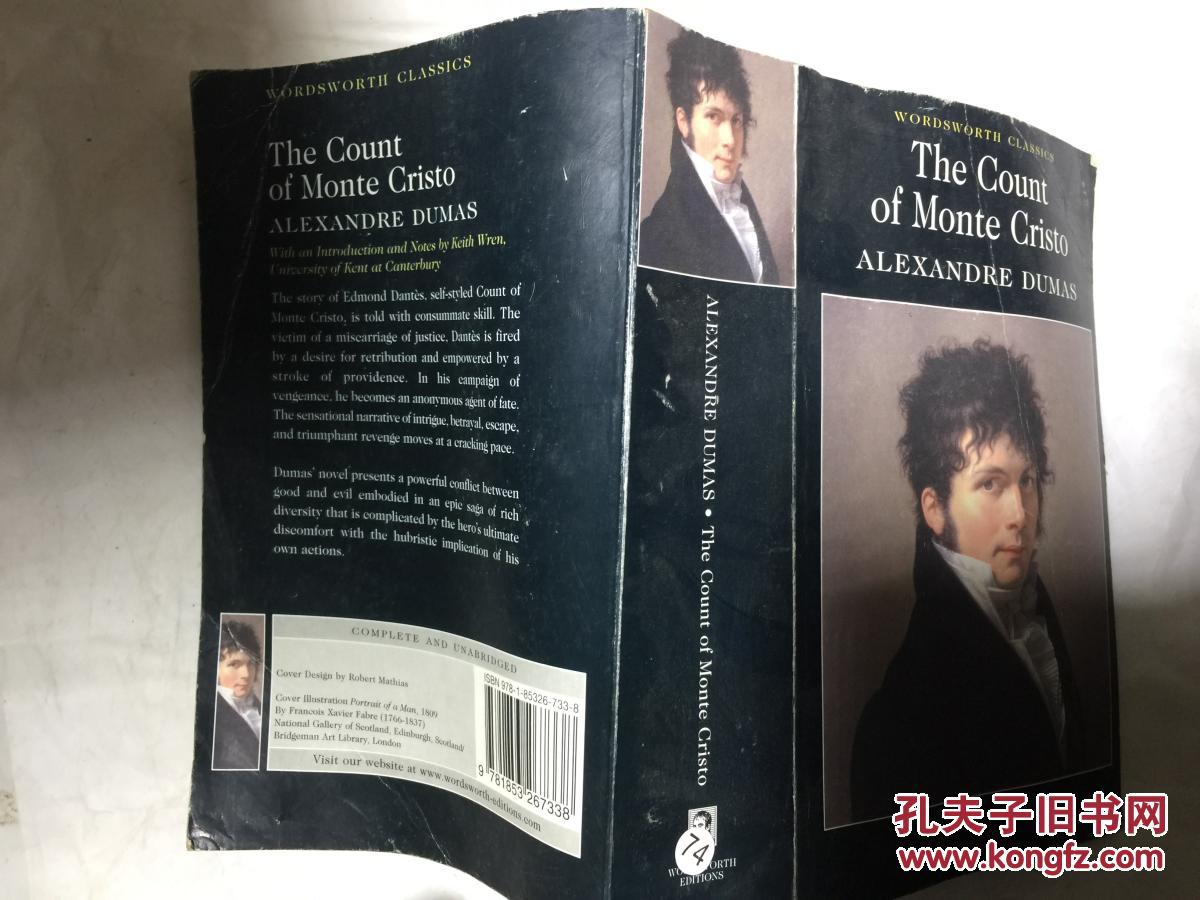 WORDSWORTH CLASSICS
The Count
of Monte Cristo
ALEXANDRE DUMAS
With an Introduction and Notes by Keith Wren,
University of Kent at Canterbury
The story of Edmond Dantès, self-styled Count of
Monte Cristo, is told with consummate skill. The
victim of a miscarriage of justice, Dantès is fired
by a desire for retribution and empowered by a
stroke of providence. In his campaign of
vengeance, he becomes an anonymous agent of fate.
The sensational narrative of intrigue, betrayal, escape,
and triumphant revenge moves at a cracking pace.
Dumas' novel presents a powerful conflict between
good and evil embodied in an epic saga of rich
diversity that is complicated by the hero's ultimate
discomfort with the hubristic implication of his
own actions.
COMPLETE AND UNABRIDGED
Cover Design by Robert Mathias
Cover Illustration Portrait of a Man, 1809
By Francois Xavier Fabre (1766-1837)
National Gallery of Scotland, Edinburgh, Scotland/
Bridgeman Art Library, London
Visit our website at www.wordsworth-editions.com
ISBN 978-1-85326-733-8
9 781853 267338
ALEXANDRE DUMAS • The Count of Monte Cristo
74
EDITIONS
WORDSWORTH CLASSICS
The Count
of Monte Cristo
ALEXANDRE DUMAS
孔夫子旧书网
www.kongfz.com